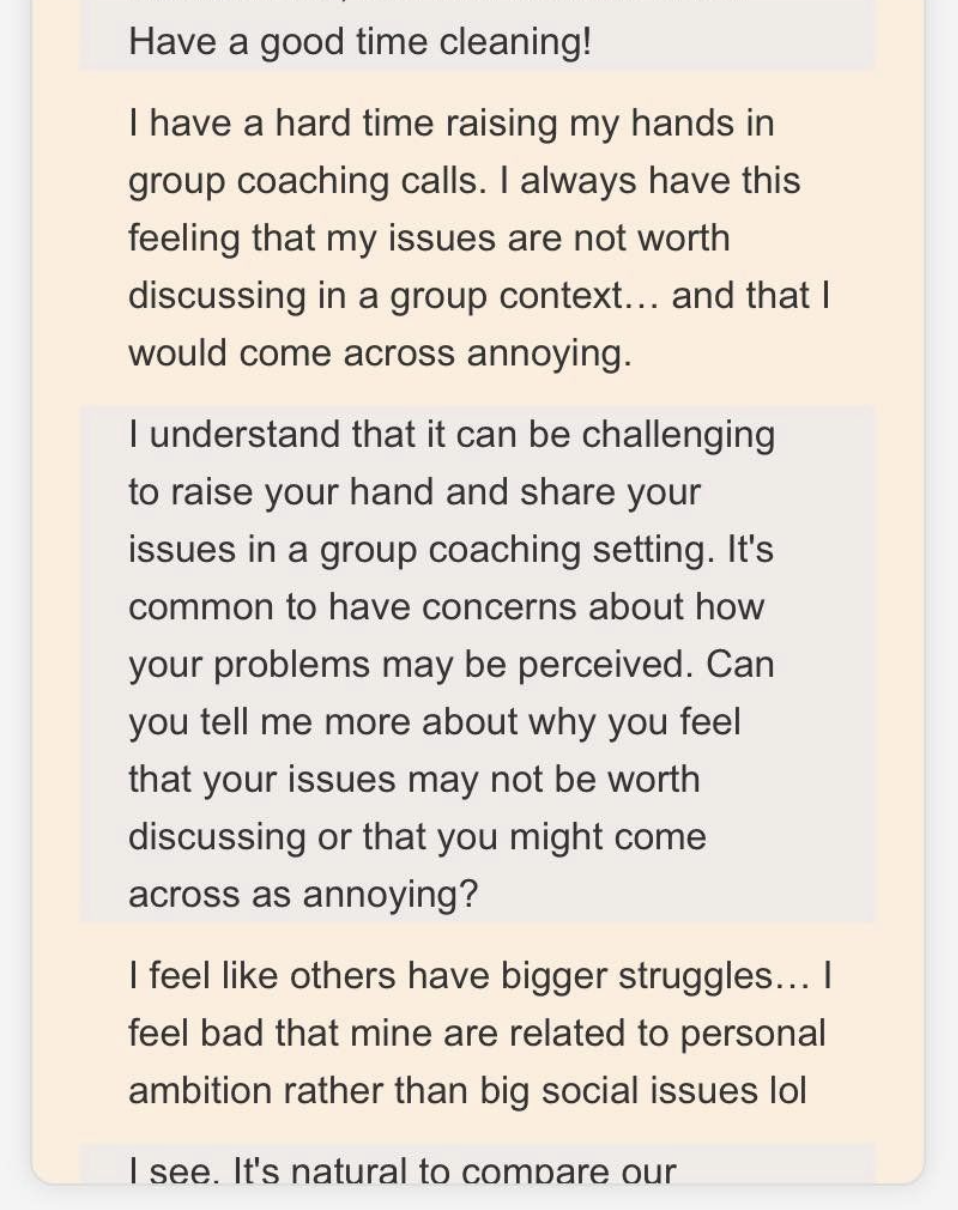 Have a good time cleaning!
I have a hard time raising my hands in
group coaching calls. I always have this
feeling that my issues are not worth
discussing in a group context… and that I
would come across annoying.
I understand that it can be challenging
to raise your hand and share your
issues in a group coaching setting. It's
common to have concerns about how
your problems may be perceived. Can
you tell me more about why you feel
that your issues may not be worth
discussing or that you might come
across as annoying?
I feel like others have bigger struggles… I
feel bad that mine are related to personal
ambition rather than big social issues lol
I see. It's natural to compare our